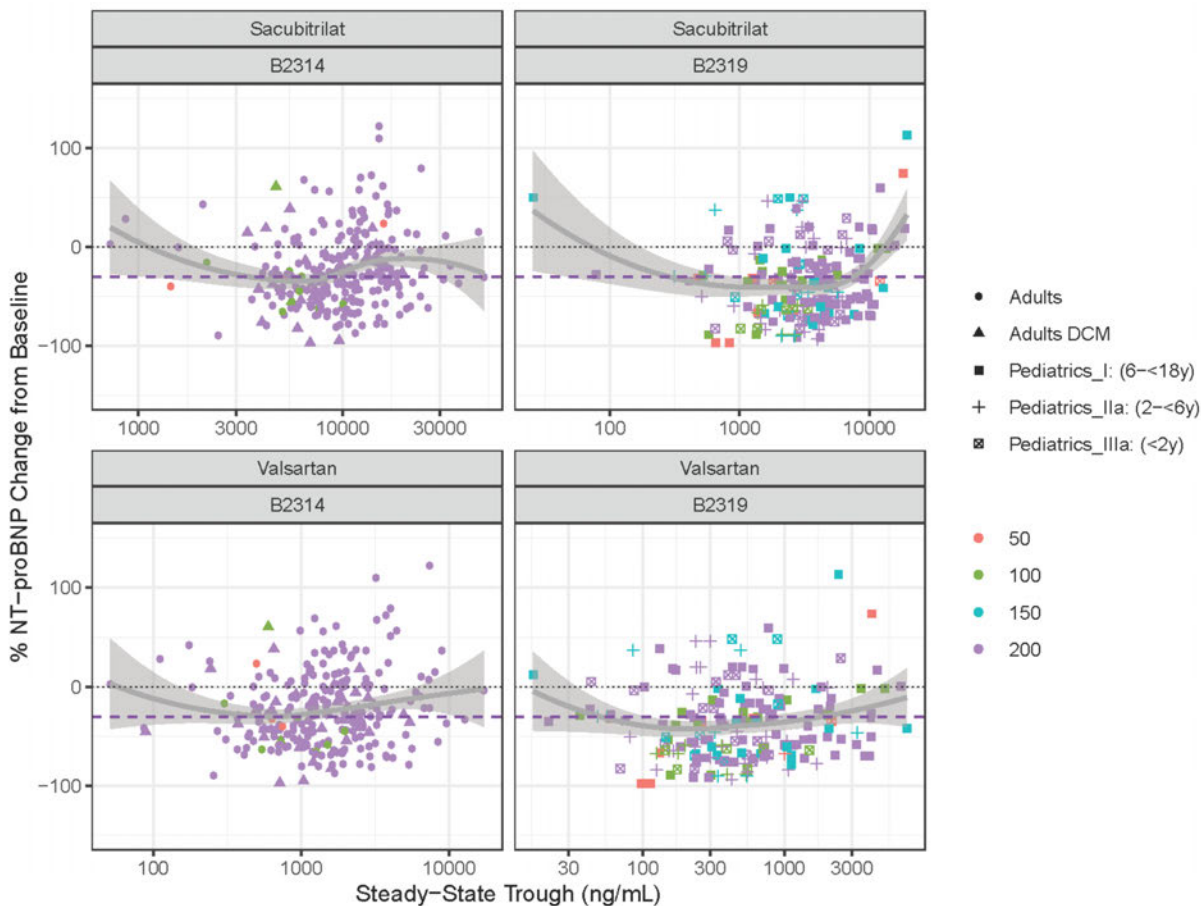 Sacubitrilat
Sacubitrilat
B2314
B2319
100
0
−100
1000
3000
10000
30000
100
1000
10000
Valsartan
Valsartan
B2314
B2319
100
0
−100
100
1000
10000
30
100
300
1000
3000
% NT−proBNP Change from Baseline
Steady−State Trough (ng/mL)
Adults
Adults DCM
Pediatrics_I: (6−<18y)
Pediatrics_IIa: (2−<6y)
Pediatrics_IIIa: (<2y)
50
100
150
200